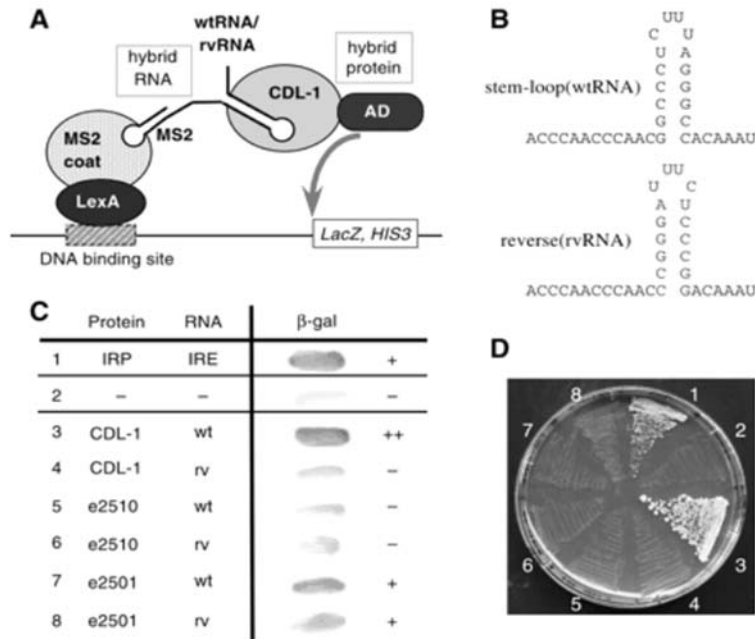 A
wtRNA/
rvRNA
hybrid
RNA
hybrid
protein
CDL-1
AD
MS2
MS2
coat
LexA
LacZ, HIS3
DNA binding site
B
UU
C U
U A
C G
C G
C G
G C
stem-loop(wtRNA)
ACCCAACCCAACG CACAAAU
UU
U C
A U
G C
G C
G C
C G
reverse(rvRNA)
ACCCAACCCAACC GACAAAU
C
Protein RNA β-gal
1 IRP IRE +
2 – – –
3 CDL-1 wt ++
4 CDL-1 rv –
5 e2510 wt –
6 e2510 rv –
7 e2501 wt +
8 e2501 rv +
D
1
2
3
4
5
6
7
8